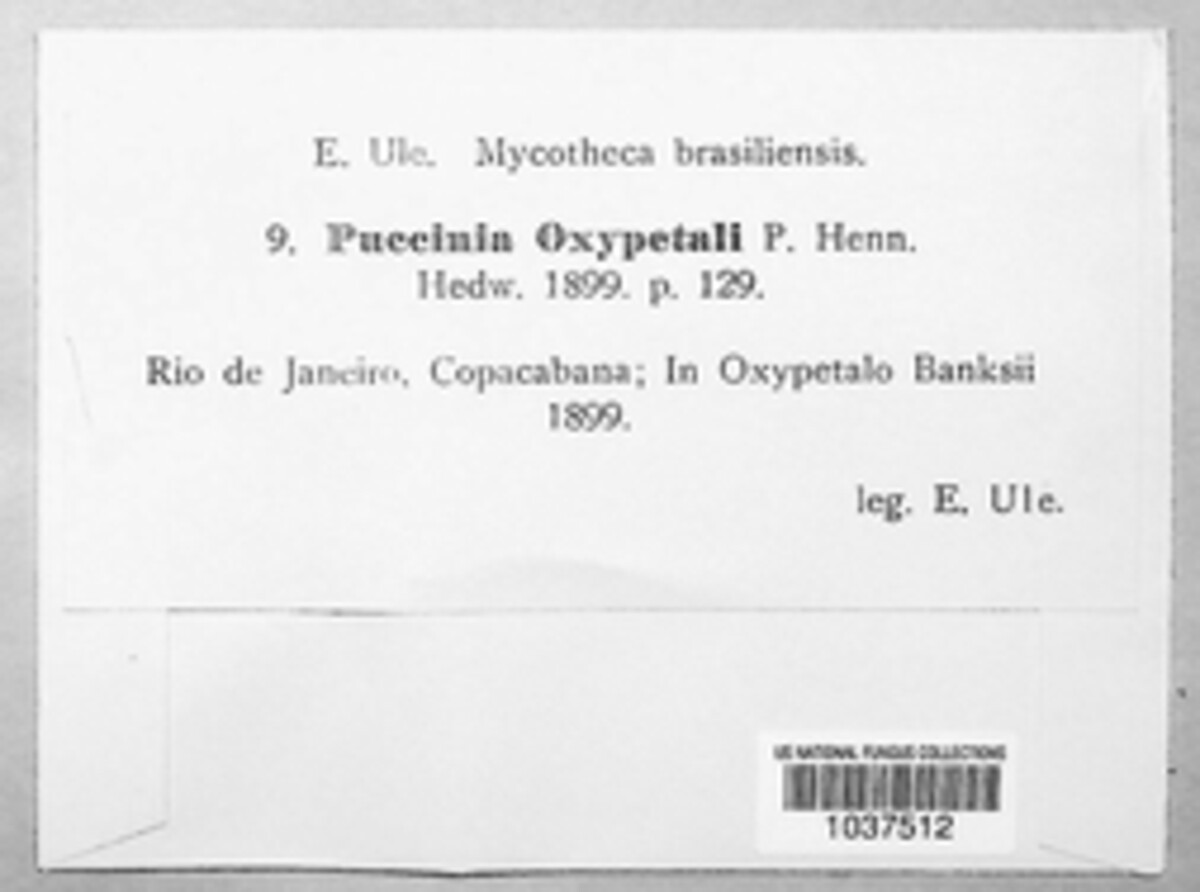 E. Ule. Mycotheca brasiliensis.
9. Puccinia Oxypetali P. Henn.
Hedw. 1899. p. 129.
Rio de Janeiro, Copacabana; In Oxypetalo Banksii
1899.
leg. E. Ule.
US NATIONAL FUNGUS COLLECTIONS
1037512